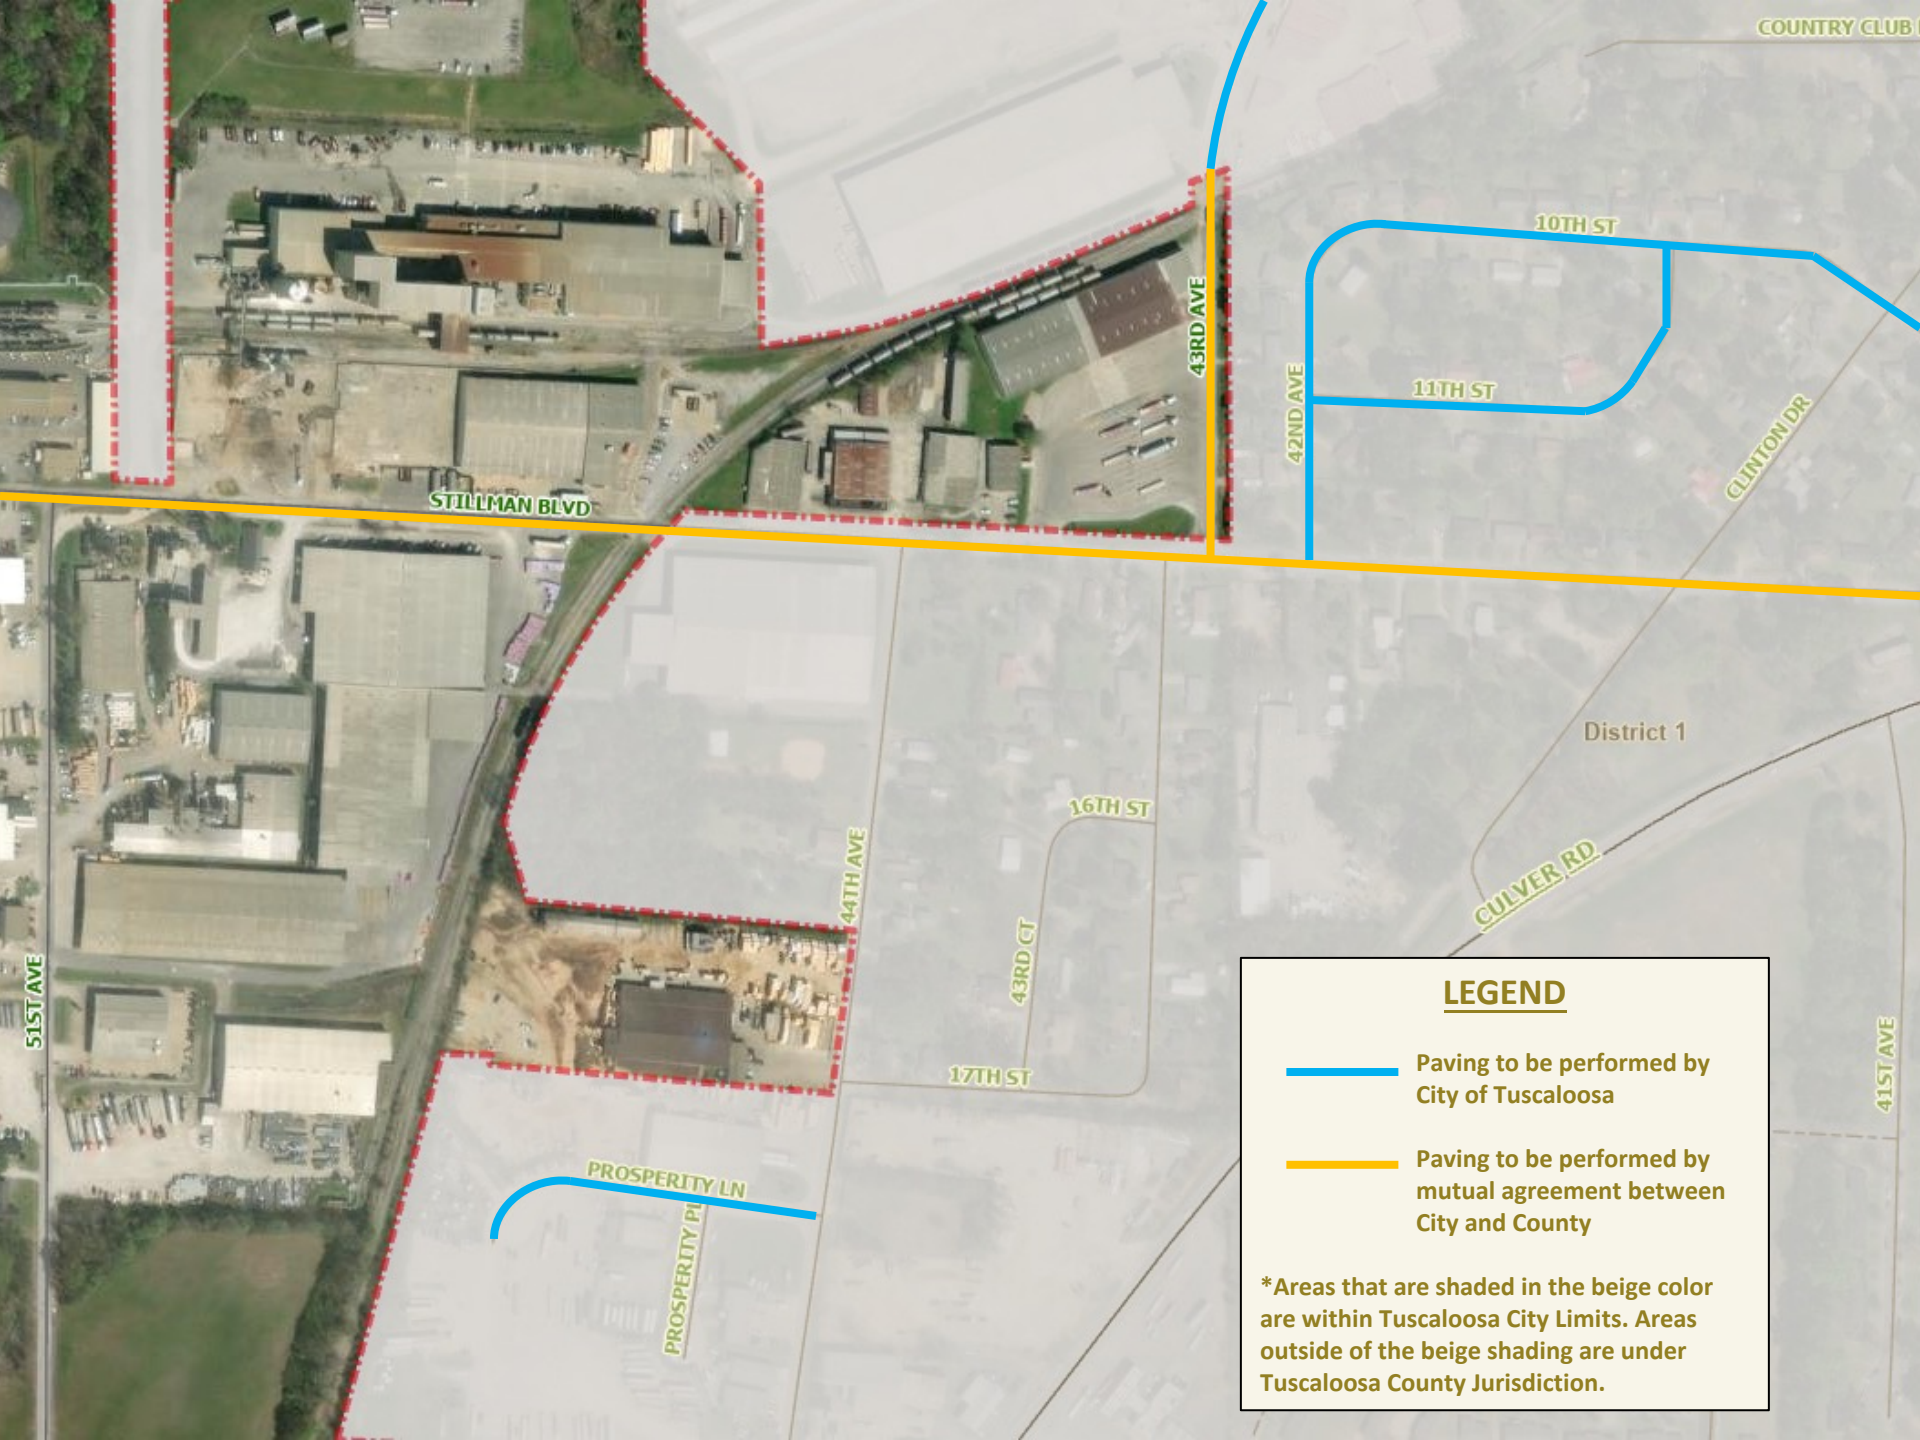 COUNTRY CLUB
10TH ST
43RD AVE
42ND AVE
11TH ST
CLINTON DR
STILLMAN BLVD
District 1
16TH ST
44TH AVE
CULVER RD
43RD CT
51ST AVE
17TH ST
41ST AVE
PROSPERITY LN
PROSPERITY PL
LEGEND
Paving to be performed by
City of Tuscaloosa
Paving to be performed by
mutual agreement between
City and County
*Areas that are shaded in the beige color
are within Tuscaloosa City Limits. Areas
outside of the beige shading are under
Tuscaloosa County Jurisdiction.